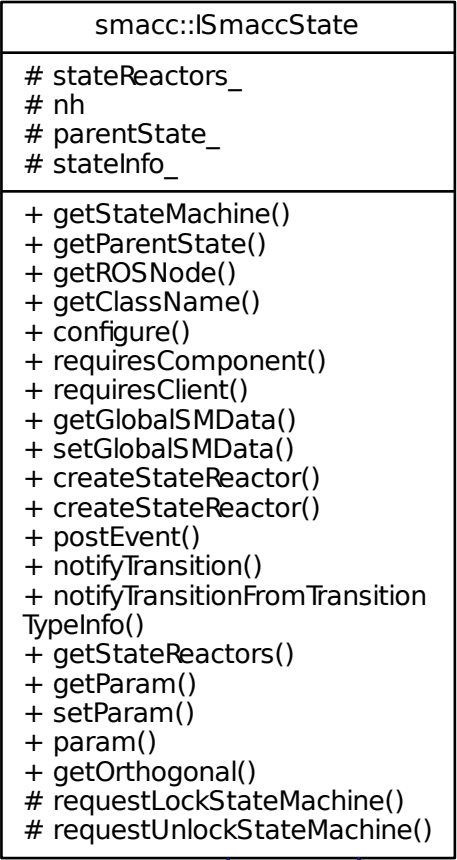 smacc::ISmaccState
# stateReactors_
# nh
# parentState_
# stateInfo_
+ getStateMachine()
+ getParentState()
+ getROSNode()
+ getClassName()
+ configure()
+ requiresComponent()
+ requiresClient()
+ getGlobalSMData()
+ setGlobalSMData()
+ createStateReactor()
+ createStateReactor()
+ postEvent()
+ notifyTransition()
+ notifyTransitionFromTransition
TypeInfo()
+ getStateReactors()
+ getParam()
+ setParam()
+ param()
+ getOrthogonal()
# requestLockStateMachine()
# requestUnlockStateMachine()